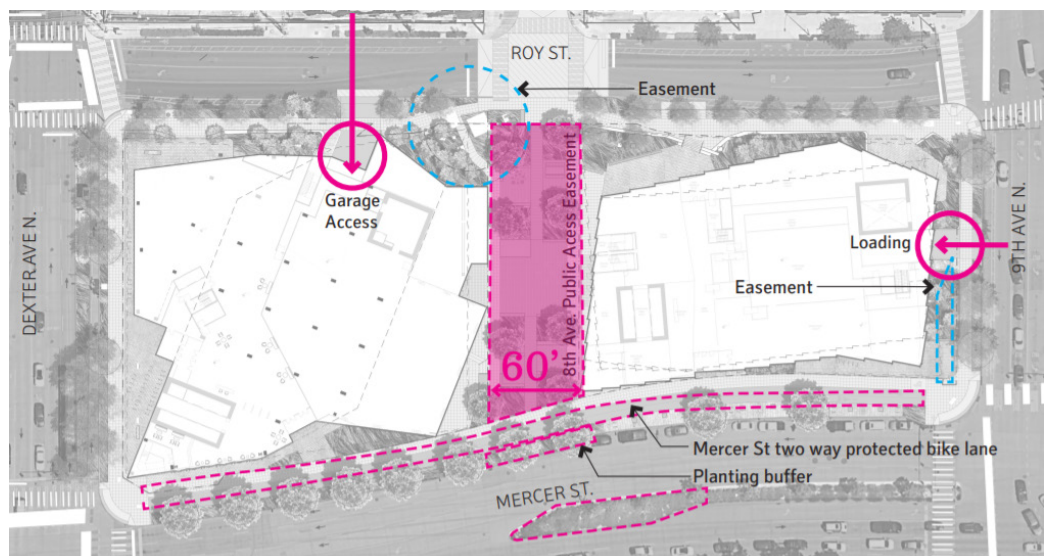 ROY ST.
Easement
Garage
Access
8th Ave. Public Acess Easement
DEXTER AVE N.
9TH AVE N.
Loading
Easement
60'
Mercer St two way protected bike lane
Planting buffer
MERCER ST.